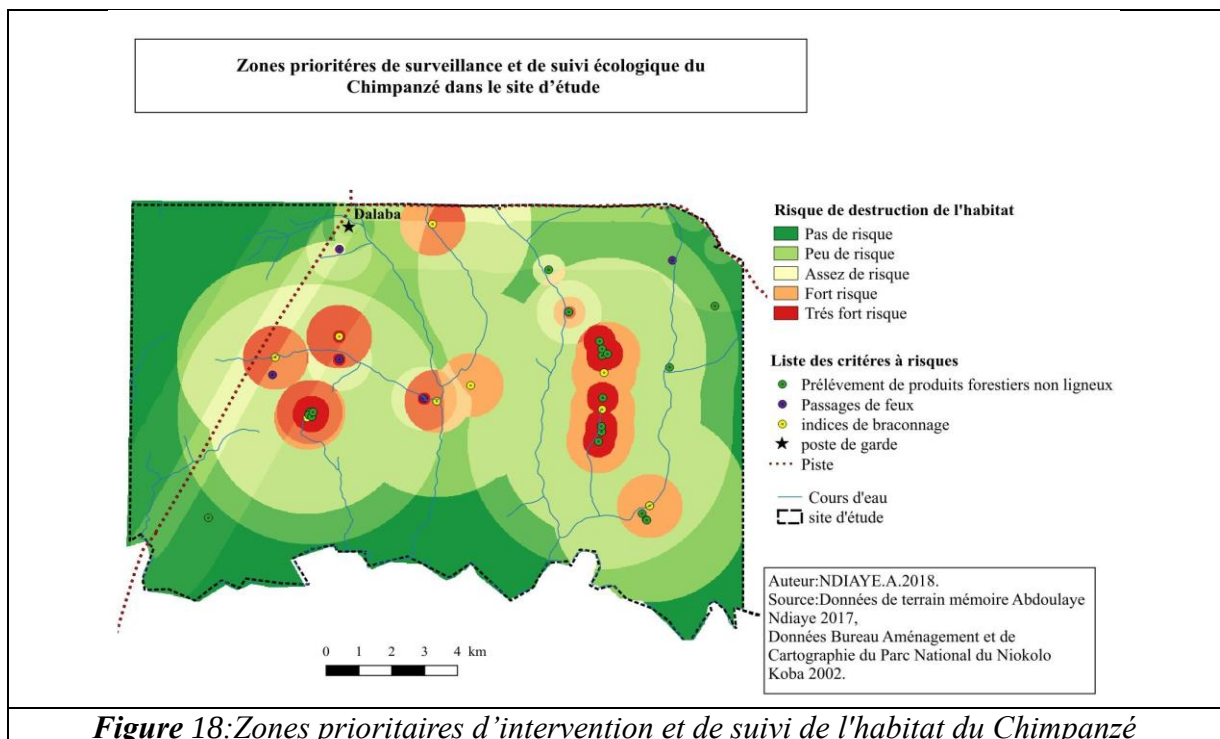 Zones prioritéres de surveillance et de suivi écologique du
Chimpanzé dans le site d'étude
Dalaba
Risque de destruction de l'habitat
Pas de risque
Peu de risque
Assez de risque
Fort risque
Trés fort risque
Liste des critéres à risques
Prélévement de produits forestiers non ligneux
Passages de feux
indices de braconnage
poste de garde
Piste
Cours d'eau
site d'étude
Auteur:NDIAYE.A.2018.
Source:Données de terrain mémoire Abdoulaye
Ndiaye 2017,
Données Bureau Aménagement et de
Cartographie du Parc National du Niokolo
Koba 2002.
0 1 2 3 4 km
Figure 18:Zones prioritaires d'intervention et de suivi de l'habitat du Chimpanzé